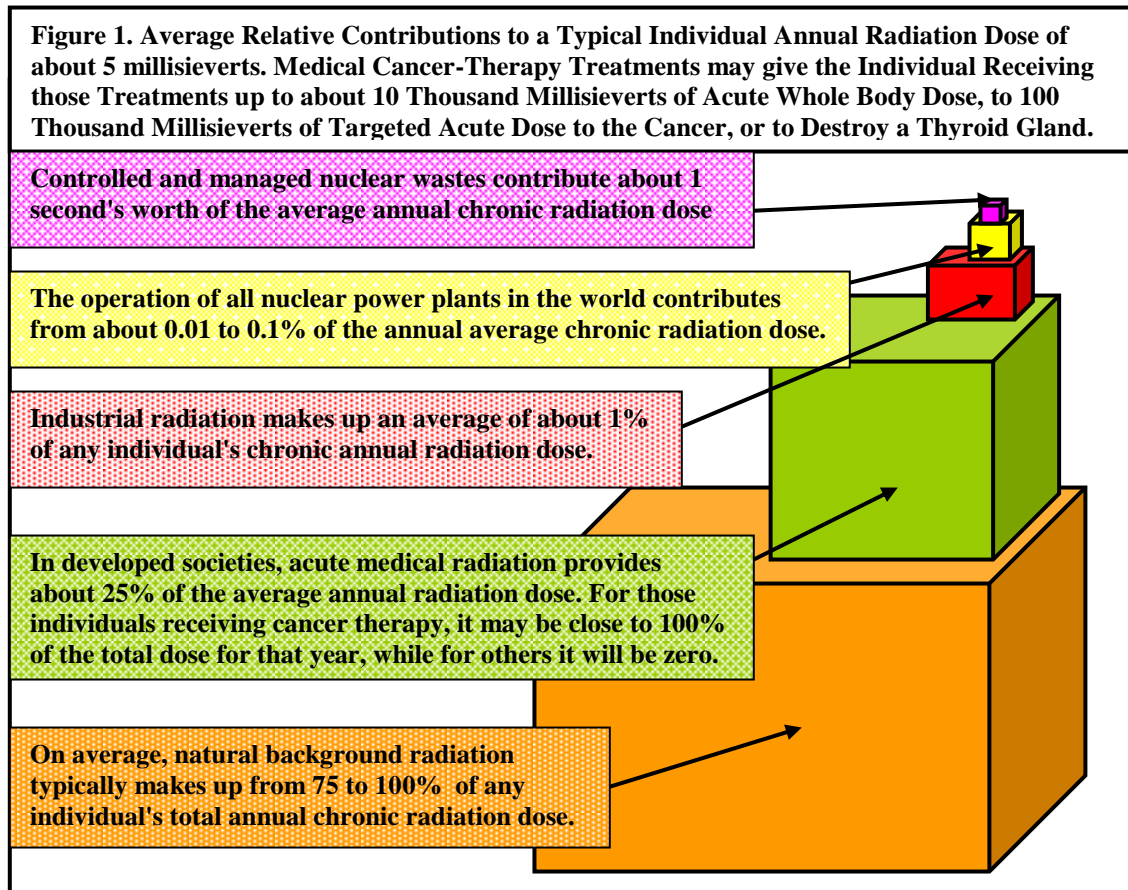 Figure 1. Average Relative Contributions to a Typical Individual Annual Radiation Dose of
about 5 millisieverts. Medical Cancer-Therapy Treatments may give the Individual Receiving
those Treatments up to about 10 Thousand Millisieverts of Acute Whole Body Dose, to 100
Thousand Millisieverts of Targeted Acute Dose to the Cancer, or to Destroy a Thyroid Gland.
Controlled and managed nuclear wastes contribute about 1
second's worth of the average annual chronic radiation dose
The operation of all nuclear power plants in the world contributes
from about 0.01 to 0.1% of the annual average chronic radiation dose.
Industrial radiation makes up an average of about 1%
of any individual's chronic annual radiation dose.
In developed societies, acute medical radiation provides
about 25% of the average annual radiation dose. For those
individuals receiving cancer therapy, it may be close to 100%
of the total dose for that year, while for others it will be zero.
On average, natural background radiation
typically makes up from 75 to 100% of any
individual's total annual chronic radiation dose.